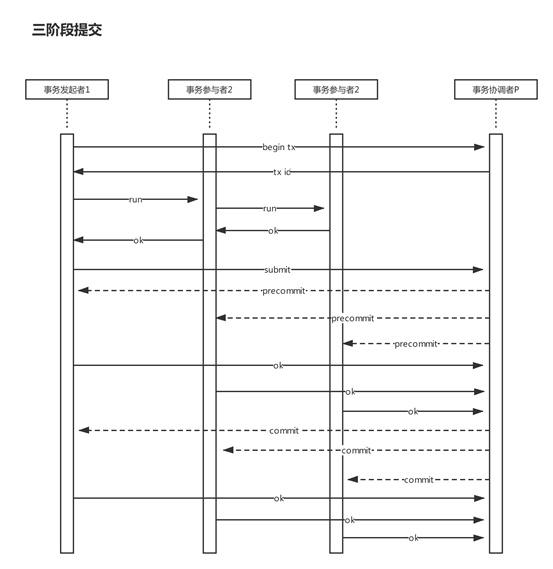 三阶段提交
事务发起者1 事务参与者2 事务参与者2 事务协调者P
begin tx
tx id
run
run
ok
ok
submit
precommit
precommit
precommit
ok
ok
ok
commit
commit
commit
ok
ok
ok